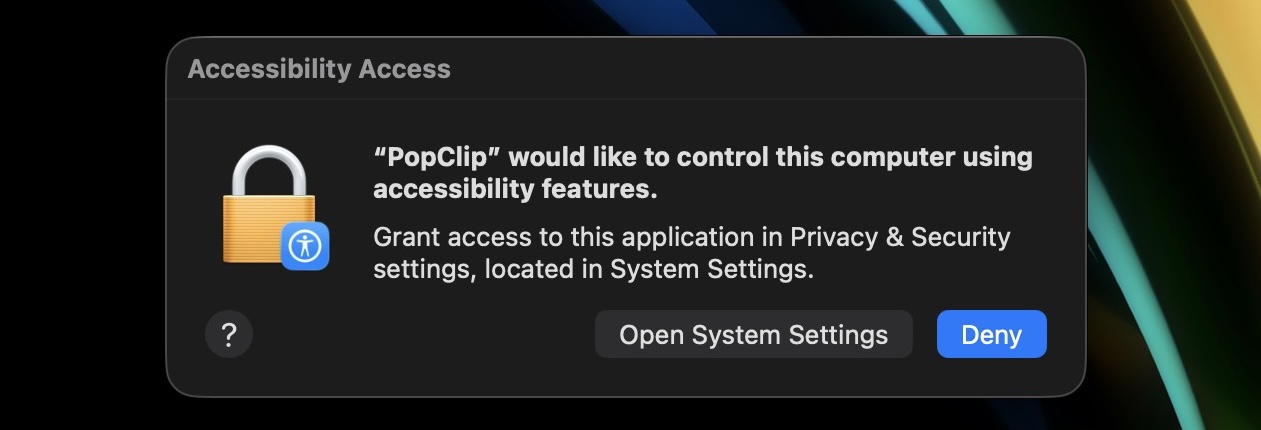 Accessibility Access
“PopClip” would like to control this computer using
accessibility features.
Grant access to this application in Privacy & Security
settings, located in System Settings.
?
Open System Settings
Deny